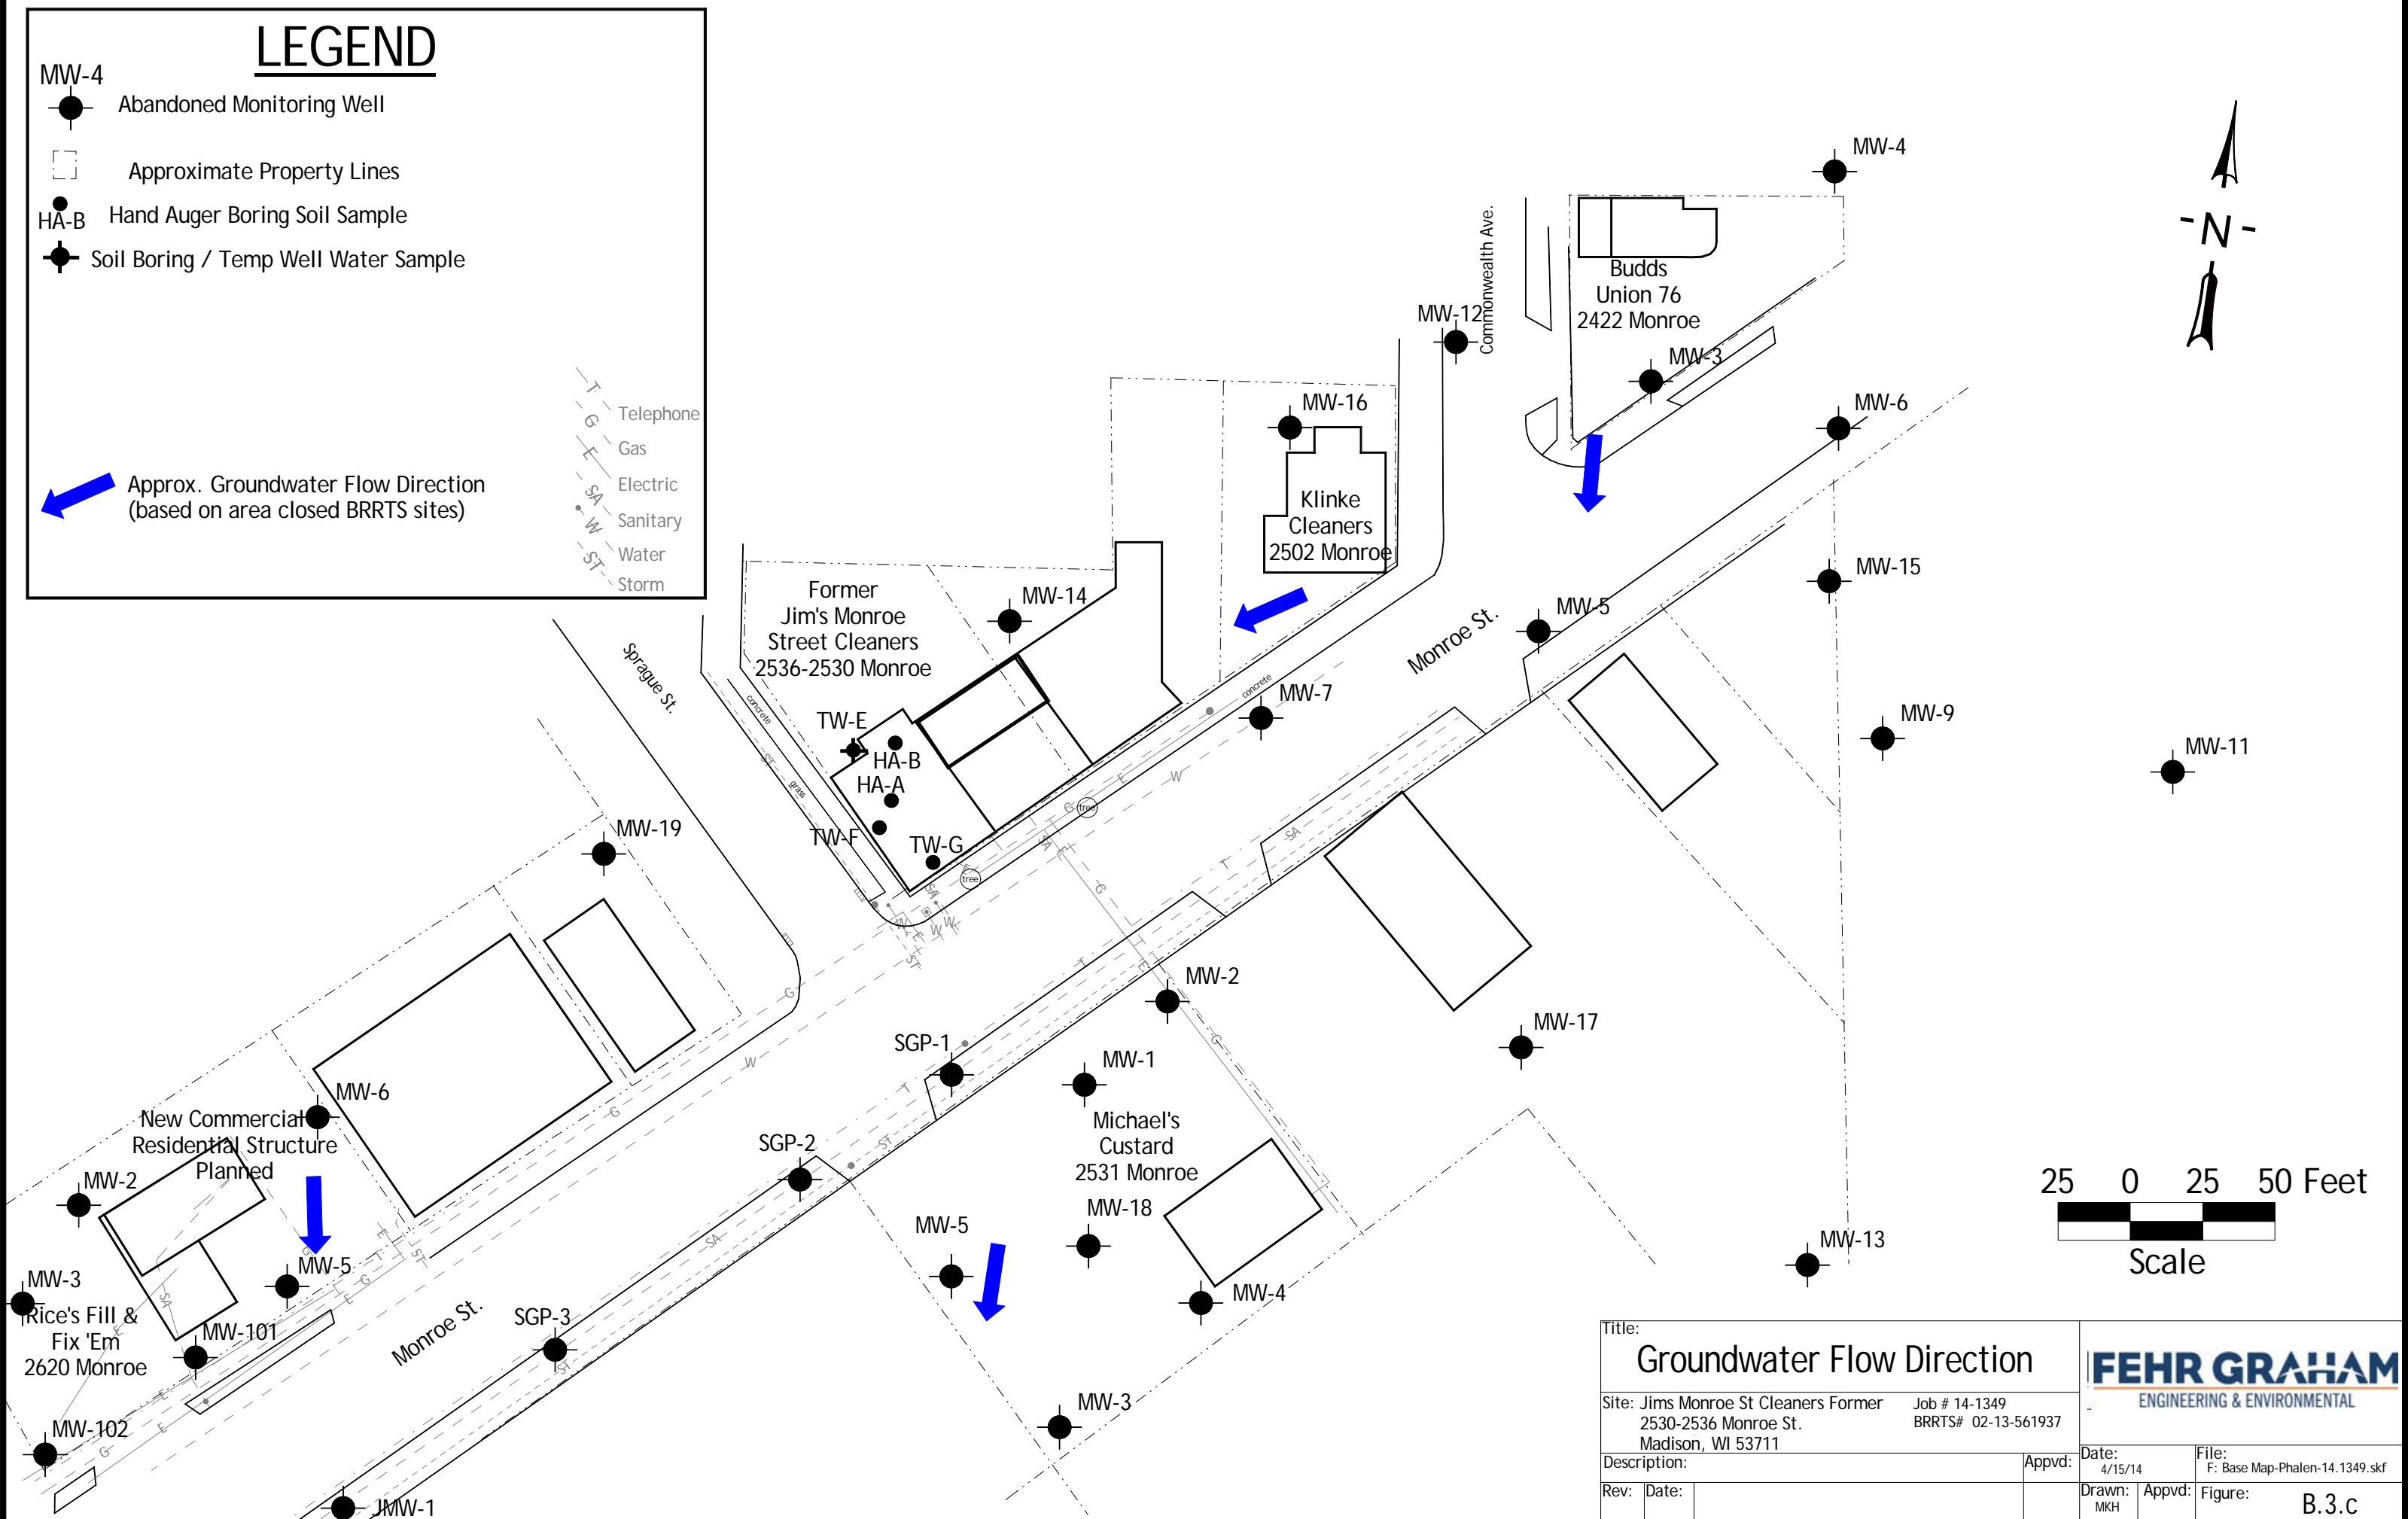 LEGEND
MW-4
Abandoned Monitoring Well
Approximate Property Lines
HA-B
Hand Auger Boring Soil Sample
Soil Boring / Temp Well Water Sample
T
Telephone
G
Gas
E
Electric
SA
Sanitary
W
Water
ST
Storm
Approx. Groundwater Flow Direction
(based on area closed BRRTS sites)
-N-
MW-4
Commonwealth Ave.
Budds
Union 76
2422 Monroe
MW-12
MW-3
MW-6
MW-16
Klinke
Cleaners
2502 Monroe
MW-15
MW-5
Monroe St.
Former
Jim's Monroe
Street Cleaners
2536-2530 Monroe
MW-14
Sprague St.
concrete
concrete
grass
MW-7
MW-9
MW-11
TW-E
HA-B
HA-A
TW-F
TW-G
tree
tree
MW-19
MW-2
MW-17
SGP-1
MW-1
Michael's
Custard
2531 Monroe
MW-6
New Commercial
Residential Structure
Planned
SGP-2
MW-2
MW-18
MW-5
MW-13
MW-5
MW-4
MW-3
Rice's Fill &
Fix 'Em
2620 Monroe
MW-101
SGP-3
Monroe St.
MW-3
MW-102
JMW-1
25 0 25 50 Feet
Scale
Title:
Groundwater Flow Direction
FEHR GRAHAM
ENGINEERING & ENVIRONMENTAL
Site: Jims Monroe St Cleaners Former
2530-2536 Monroe St.
Madison, WI 53711
Job # 14-1349
BRRTS# 02-13-561937
Description:
Appvd:
Date:
4/15/14
File:
F: Base Map-Phalen-14.1349.skf
Rev:
Date:
Drawn:
MKH
Appvd:
Figure:
B.3.c